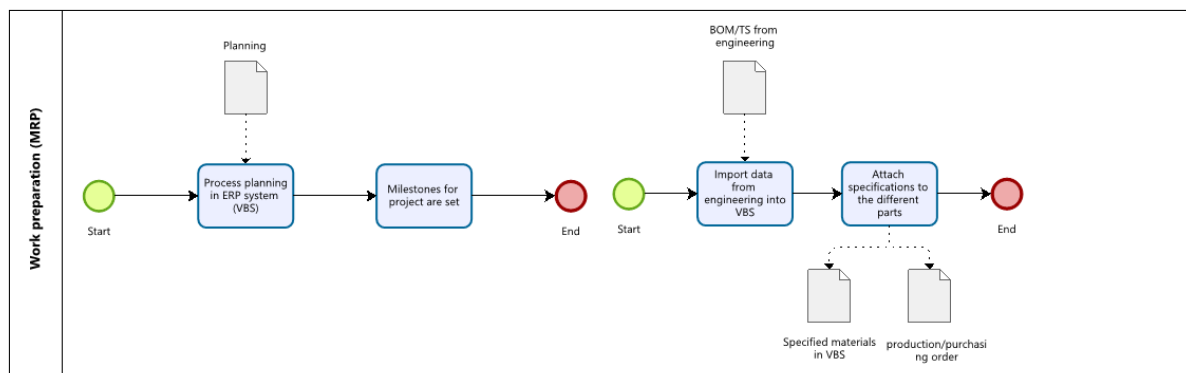 Work preparation (MRP)
Planning
Start
Process planning
in ERP system
(VBS)
Milestones for
project are set
End
BOM/TS from
engineering
Start
Import data
from
engineering into
VBS
Attach
specifications to
the different
parts
End
Specified materials
in VBS
production/purchasi
ng order